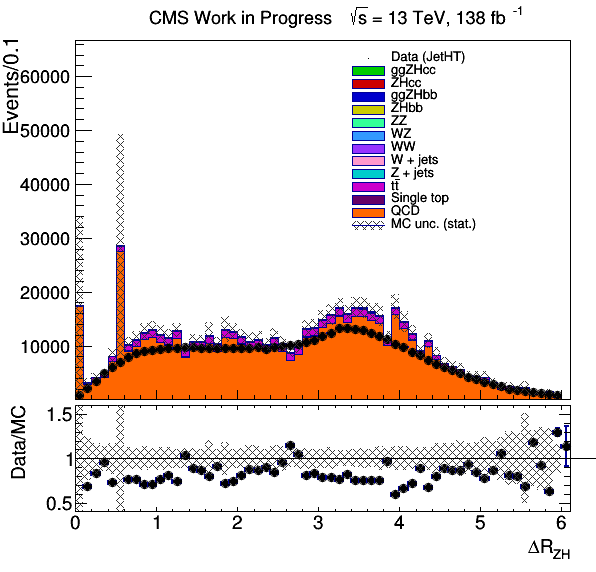 CMS Work in Progress √s = 13 TeV, 138 fb⁻¹
Events/0.1
60000
50000
40000
30000
20000
10000
Data (JetHT)
ggZHcc
ZHcc
ggZHbb
ZHbb
ZZ
WZ
WW
W + jets
Z + jets
tt̄
Single top
QCD
MC unc. (stat.)
Data/MC
1.5
1
0.5
0 1 2 3 4 5 6
ΔR_ZH